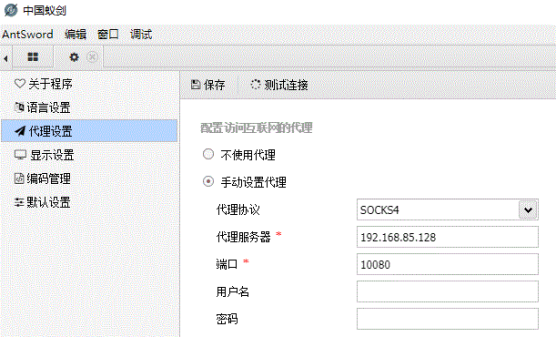 中国蚁剑
AntSword 编辑 窗口 调试
关于程序
语言设置
代理设置
显示设置
编码管理
默认设置
保存 测试连接
配置访问互联网的代理
不使用代理
手动设置代理
代理协议 SOCKS4
代理服务器 * 192.168.85.128
端口 * 10080
用户名
密码